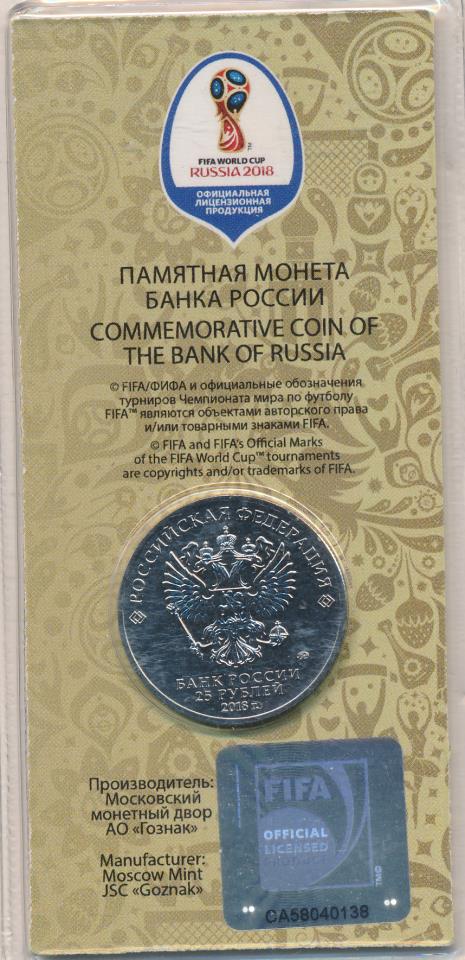 FIFA WORLD CUP
RUSSIA 2018
ОФИЦИАЛЬНАЯ
ЛИЦЕНЗИОННАЯ
ПРОДУКЦИЯ
ПАМЯТНАЯ МОНЕТА
БАНКА РОССИИ
COMMEMORATIVE COIN OF
THE BANK OF RUSSIA
© FIFA/ФИФА и официальные обозначения
турниров Чемпионата мира по футболу
FIFA™ являются объектами авторского права
и/или товарными знаками FIFA.
© FIFA and FIFA's Official Marks
of the FIFA World Cup™ tournaments
are copyrights and/or trademarks of FIFA.
РОССИЙСКАЯ ФЕДЕРАЦИЯ
БАНК РОССИИ
25 РУБЛЕЙ
2018 г.
Производитель:
Московский
монетный двор
АО «Гознак»
Manufacturer:
Moscow Mint
JSC «Goznak»
FIFA
OFFICIAL
LICENSED
TM©
CA58040138